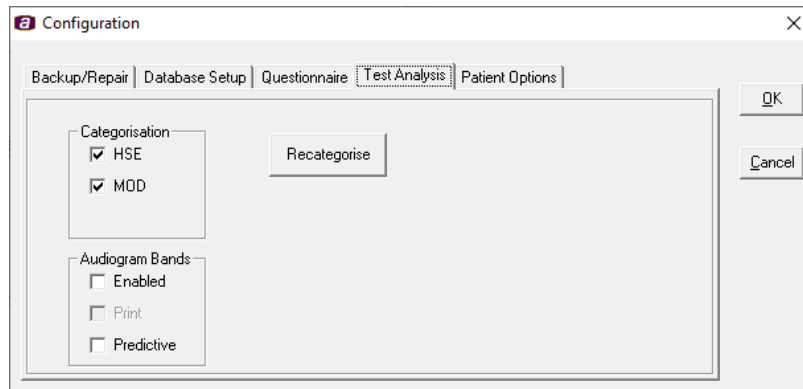 a Configuration
Backup/Repair Database Setup Questionnaire Test Analysis Patient Options
OK
Cancel
Categorisation
HSE
MOD
Recategorise
Audiogram Bands
Enabled
Print
Predictive